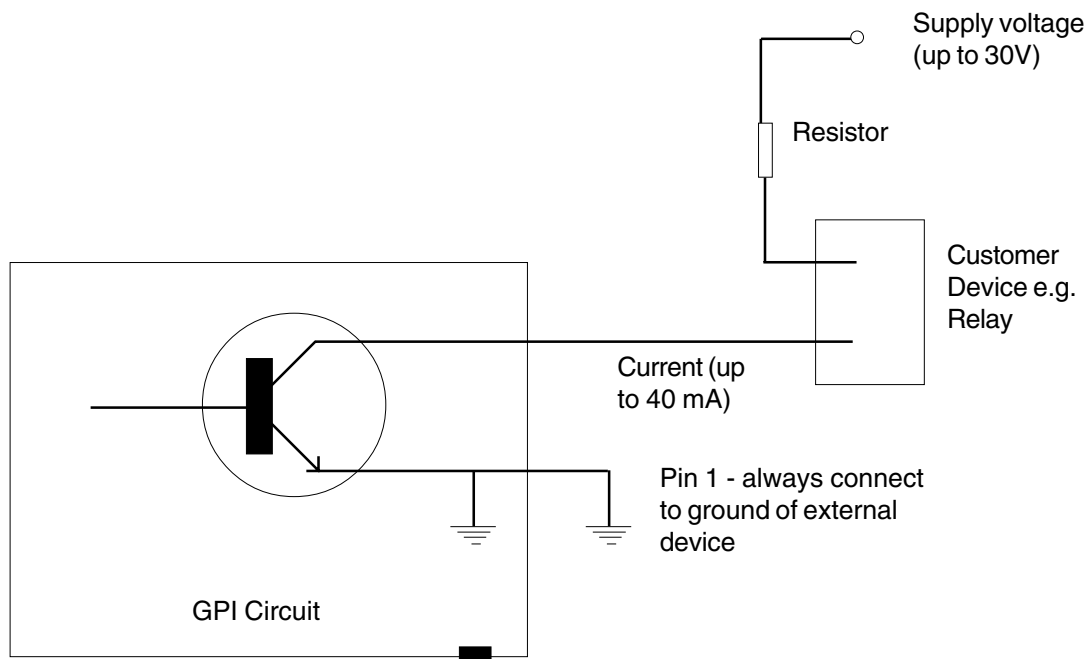 Supply voltage
(up to 30V)
Resistor
Customer
Device e.g.
Relay
Current (up
to 40 mA)
Pin 1 - always connect
to ground of external
device
GPI Circuit